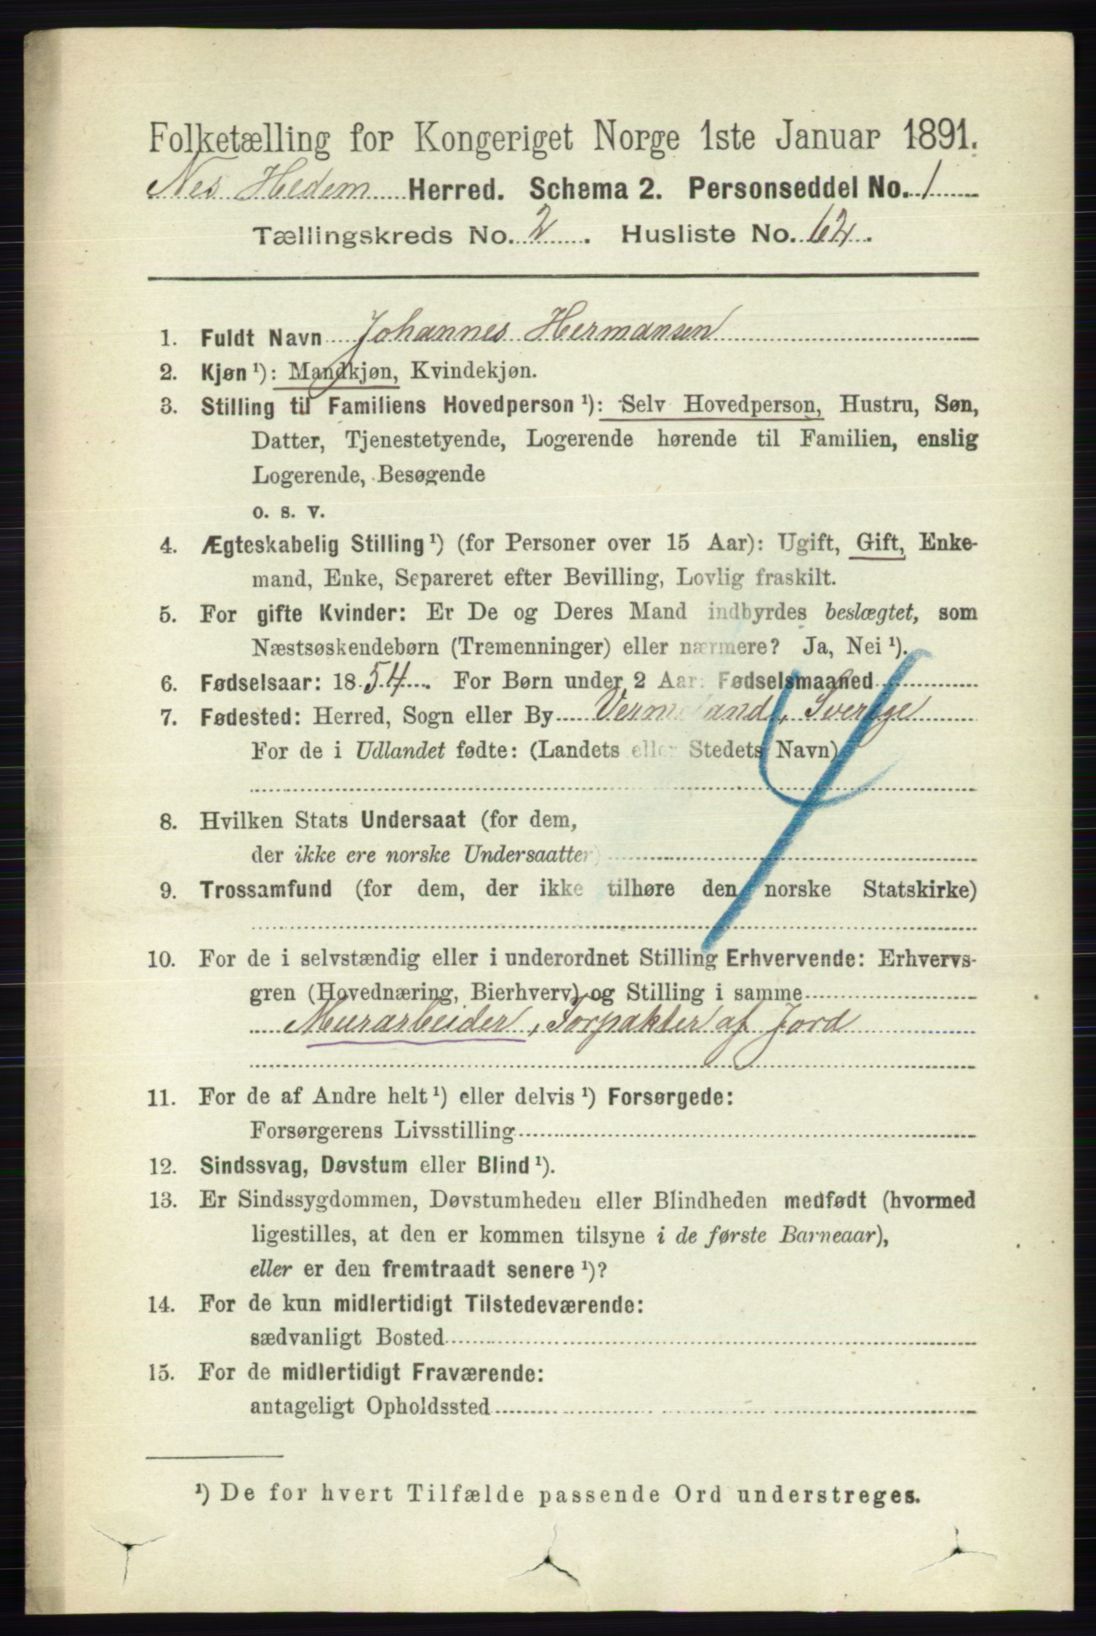 Folketælling for Kongeriget Norge 1ste Januar 1891.
Nes Hedem Herred. Schema 2. Personseddel No. 1
Tællingskreds No. 2. Husliste No. 62.
1. Fuldt Navn Johannes Hermansen
2. Kjøn ¹): Mandkjøn, Kvindekjøn.
3. Stilling til Familiens Hovedperson ¹): Selv Hovedperson, Hustru, Søn,
Datter, Tjenestetyende, Logerende hørende til Familien, enslig
Logerende, Besøgende
o. s. v.
4. Ægteskabelig Stilling ¹) (for Personer over 15 Aar): Ugift, Gift, Enke-
mand, Enke, Separeret efter Bevilling, Lovlig fraskilt.
5. For gifte Kvinder: Er De og Deres Mand indbyrdes beslægtet, som
Næstsøskendebørn (Tremenninger) eller nærmere? Ja, Nei ¹).
6. Fødselsaar: 1854. For Børn under 2 Aar: Fødselsmaaned
7. Fødested: Herred, Sogn eller By Vermeland, Sverige
For de i Udlandet fødte: (Landets eller Stedets Navn)
4
8. Hvilken Stats Undersaat (for dem,
der ikke ere norske Undersaatter)
9. Trossamfund (for dem, der ikke tilhøre den norske Statskirke)
10. For de i selvstændig eller i underordnet Stilling Erhvervende: Erhvervs-
gren (Hovednæring, Bierhverv) og Stilling i samme
Murarbeider, Forpakter af Jord
11. For de af Andre helt ¹) eller delvis ¹) Forsørgede:
Forsørgerens Livsstilling
12. Sindssvag, Døvstum eller Blind ¹).
13. Er Sindssygdommen, Døvstumheden eller Blindheden medfødt (hvormed
ligestilles, at den er kommen tilsyne i de første Barneaar),
eller er den fremtraadt senere ¹)?
14. For de kun midlertidigt Tilstedeværende:
sædvanligt Bosted
15. For de midlertidigt Fraværende:
antageligt Opholdssted
¹) De for hvert Tilfælde passende Ord understreges.